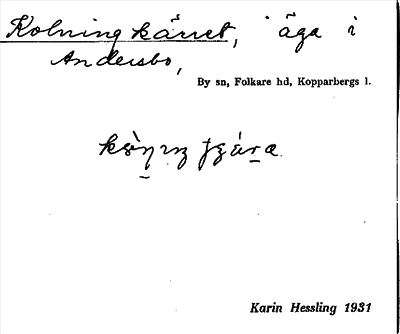 Kolningkärret, äga i
Andersbo,
By sn, Folkare hd, Kopparbergs l.
Karin Hessling 1931